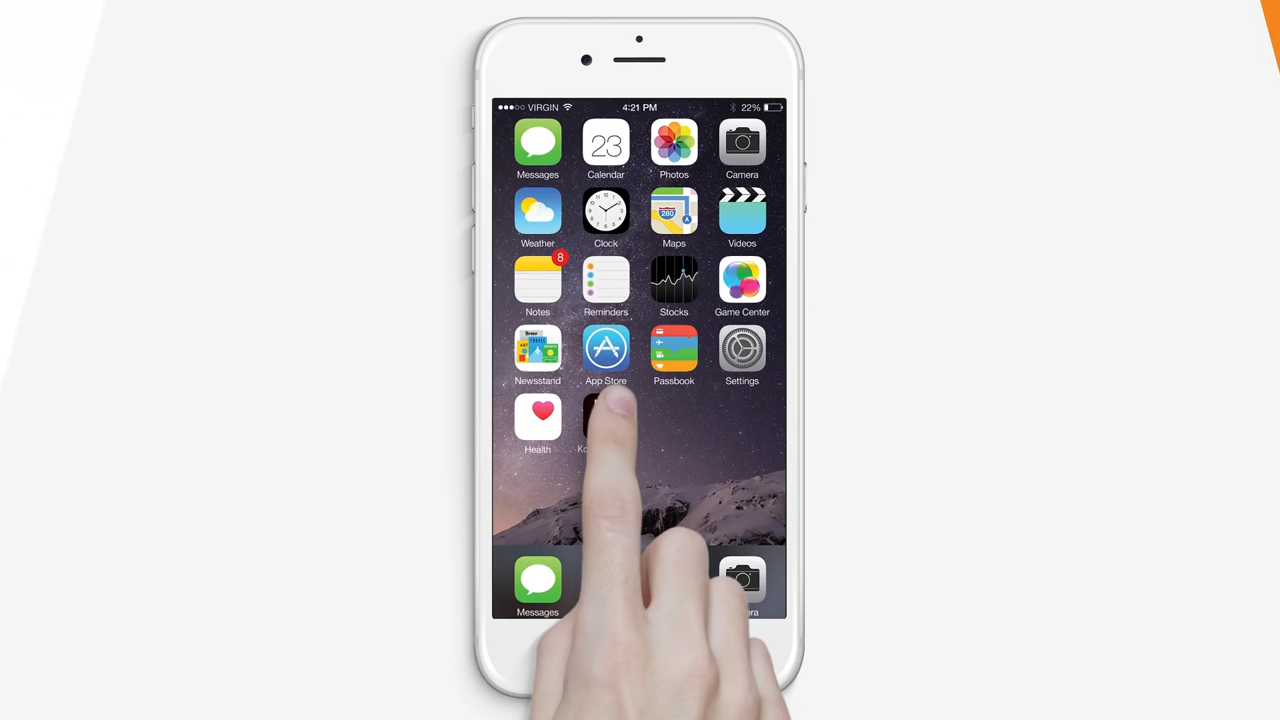 VIRGIN 4:21 PM 22%
23
Messages Calendar Photos Camera
280
Weather Clock Maps Videos
8
Notes Reminders Stocks Game Center
Newsstand App Store Passbook Settings
Health
Messages